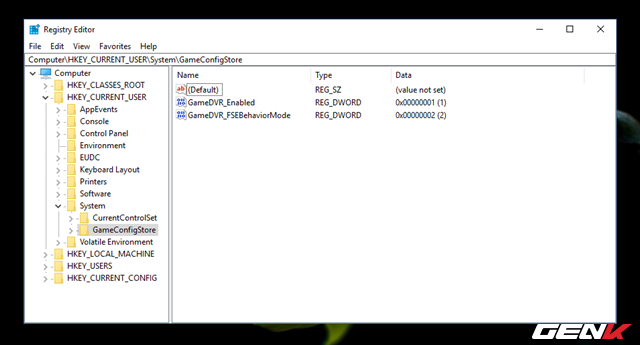 Registry Editor
File Edit View Favorites Help
Computer\HKEY_CURRENT_USER\System\GameConfigStore
Computer
HKEY_CLASSES_ROOT
HKEY_CURRENT_USER
AppEvents
Console
Control Panel
Environment
EUDC
Keyboard Layout
Printers
Software
System
CurrentControlSet
GameConfigStore
Volatile Environment
HKEY_LOCAL_MACHINE
HKEY_USERS
HKEY_CURRENT_CONFIG
Name Type Data
(Default) REG_SZ (value not set)
GameDVR_Enabled REG_DWORD 0x00000001 (1)
GameDVR_FSEBehaviorMode REG_DWORD 0x00000002 (2)
GENK